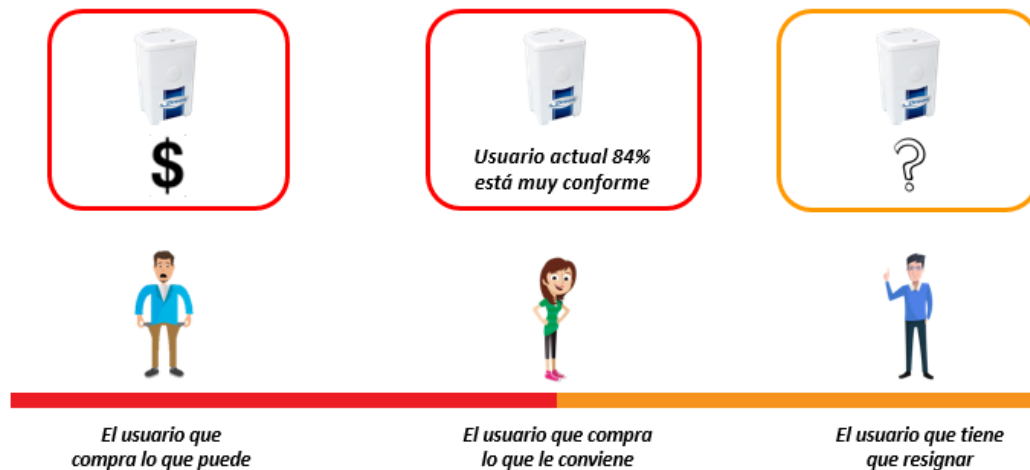 $
Usuario actual 84%
está muy conforme
?
El usuario que
compra lo que puede
El usuario que compra
lo que le conviene
El usuario que tiene
que resignar